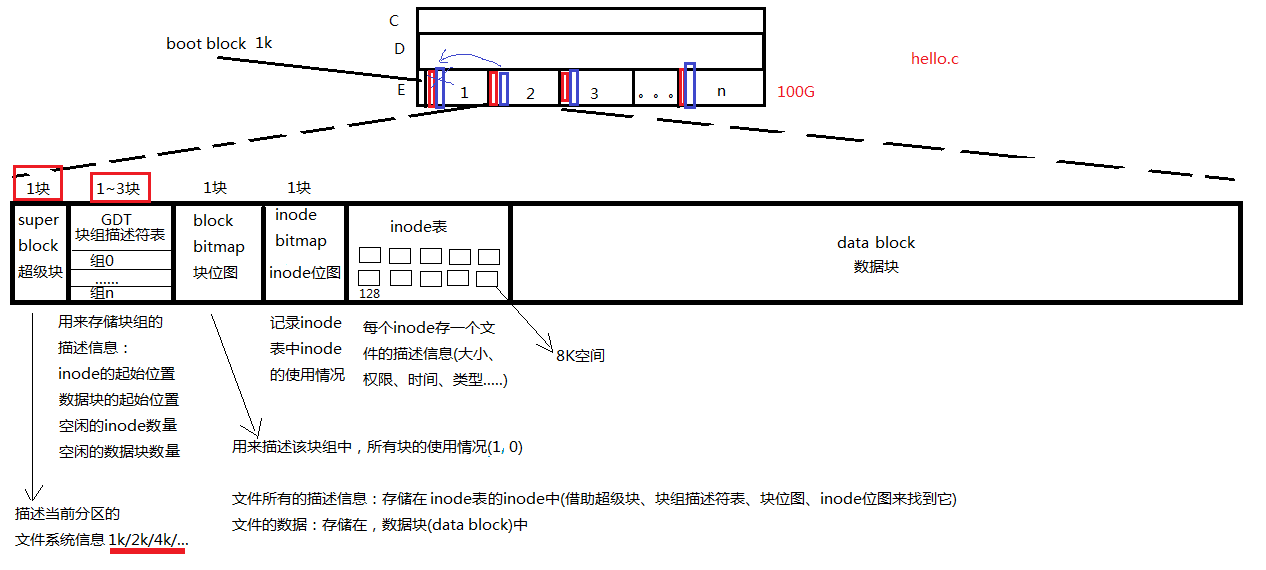 C
boot block 1k
D
hello.c
E
1
2
3
。。。
n
100G
1块
1~3块
1块
1块
super
block
超级块
GDT
块组描述符表
组0
......
组n
block
bitmap
块位图
inode
bitmap
inode位图
inode表
128
data block
数据块
用来存储块组的
描述信息：
inode的起始位置
数据块的起始位置
空闲的inode数量
空闲的数据块数量
记录inode
表中inode
的使用情况
每个inode存一个文
件的描述信息(大小、
权限、时间、类型.....)
8K空间
用来描述该块组中，所有块的使用情况(1, 0)
文件所有的描述信息：存储在 inode表的inode中(借助超级块、块组描述符表、块位图、inode位图来找到它)
文件的数据：存储在，数据块(data block)中
描述当前分区的
文件系统信息 1k/2k/4k/...